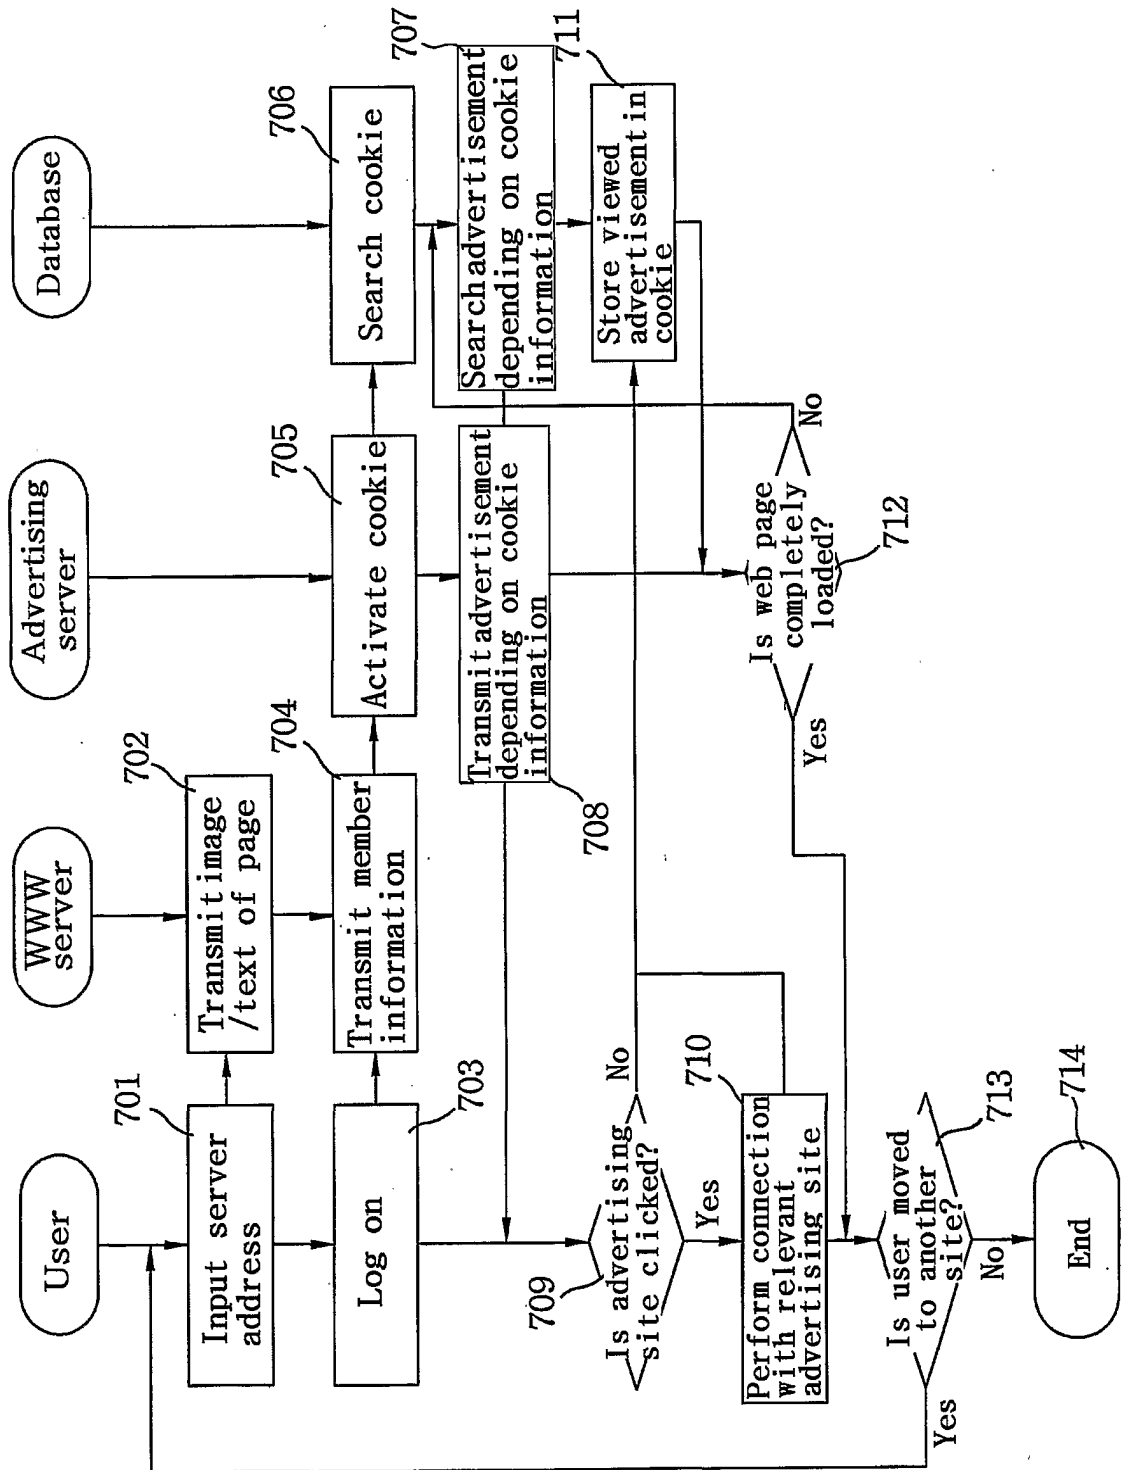 User
WWW
server
Advertising
server
Database
701
Input server
address
702
Transmit image
/text of page
703
Log on
704
Transmit member
information
705
Activate cookie
706
Search cookie
707
Search advertisement
depending on cookie
information
Transmit advertisement
depending on cookie
information
708
711
Store viewed
advertisement in
cookie
709
Is advertising
site clicked?
No
Yes
710
Perform connection
with relevant
advertising site
Is web page
completely
loaded?
712
No
Yes
Is user moved
to another
site?
713
Yes
No
714
End